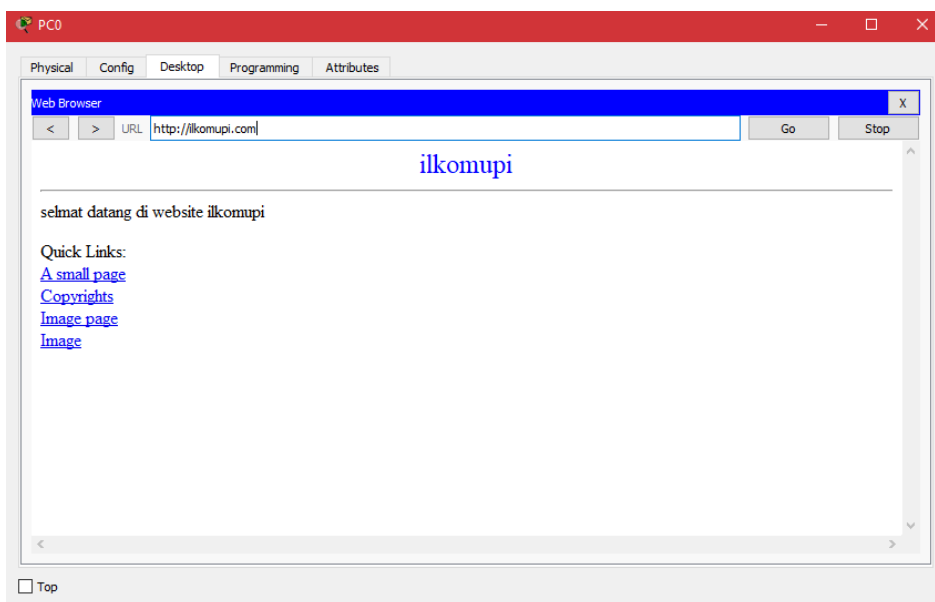 PC0
Physical Config Desktop Programming Attributes
Web Browser X
< > URL http://ilkomupi.com Go Stop
ilkomupi
selmat datang di website ilkomupi
Quick Links:
A small page
Copyrights
Image page
Image
Top